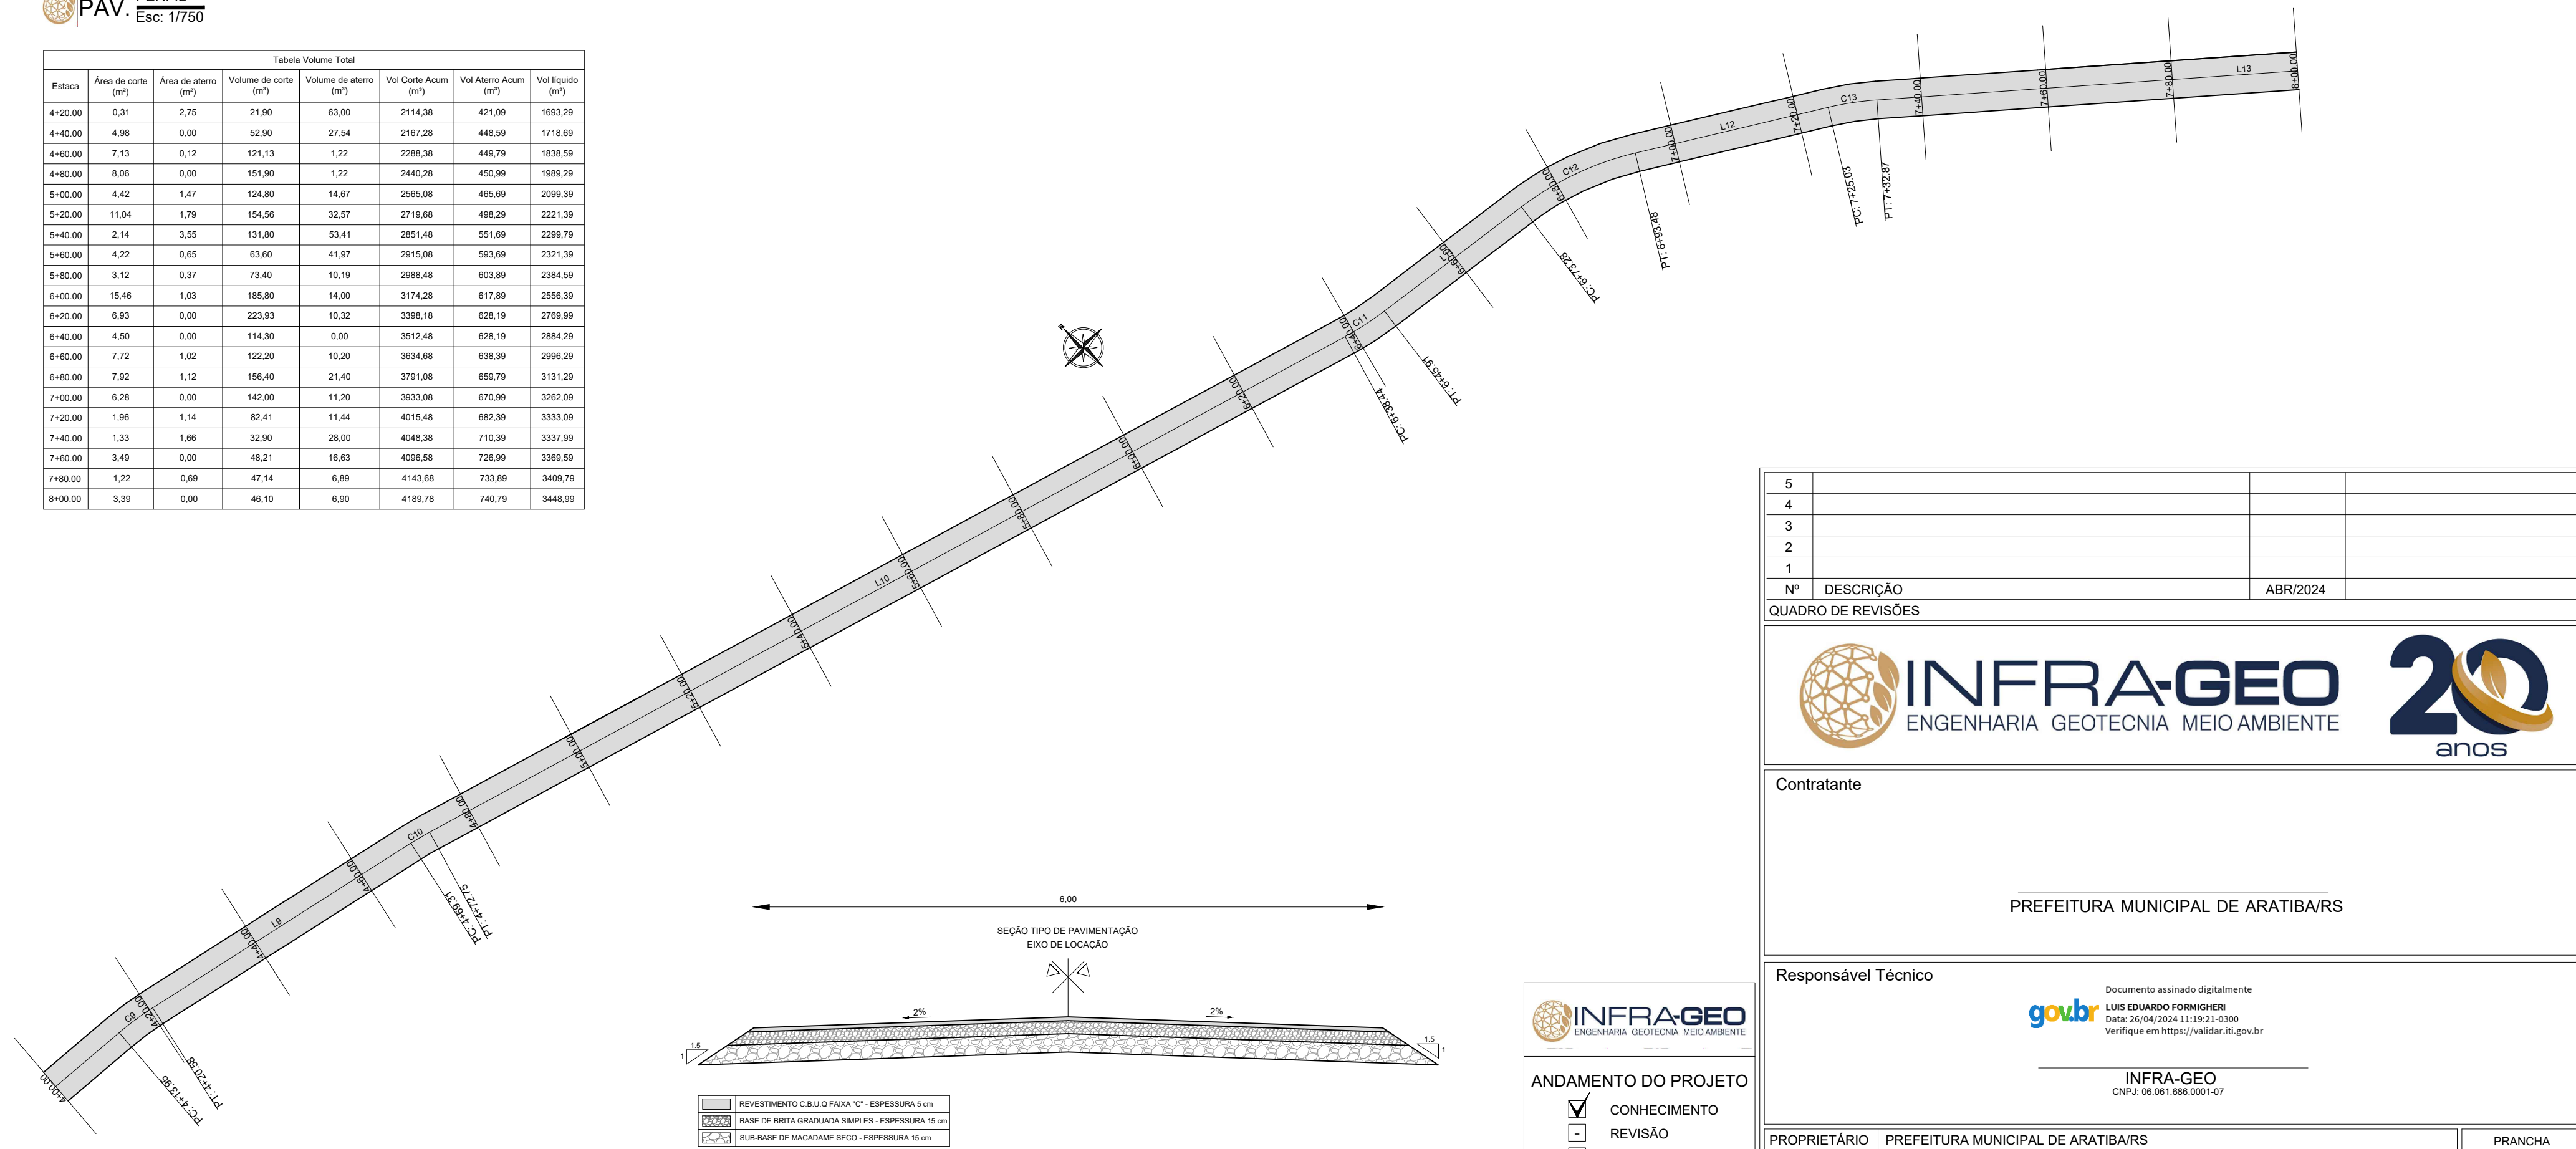 PAV.
Esc: 1/750
Tabela Volume Total
Estaca Área de corte (m²) Área de aterro (m²) Volume de corte (m³) Volume de aterro (m³) Vol Corte Acum (m³) Vol Aterro Acum (m³) Vol líquido (m³)
4+20.00 0,31 2,75 21,90 63,00 2114,38 421,09 1693,29
4+40.00 4,98 0,00 52,90 27,54 2167,28 448,59 1718,69
4+60.00 7,13 0,12 121,13 1,22 2288,38 449,79 1838,59
4+80.00 8,06 0,00 151,90 1,22 2440,28 450,99 1989,29
5+00.00 4,42 1,47 124,80 14,67 2565,08 465,69 2099,39
5+20.00 11,04 1,79 154,56 32,57 2719,68 498,29 2221,39
5+40.00 2,14 3,55 131,80 53,41 2851,48 551,69 2299,79
5+60.00 4,22 0,65 63,60 41,97 2915,08 593,69 2321,39
5+80.00 3,12 0,37 73,40 10,19 2988,48 603,89 2384,59
6+00.00 15,46 1,03 185,80 14,00 3174,28 617,89 2556,39
6+20.00 6,93 0,00 223,93 10,32 3398,18 628,19 2769,99
6+40.00 4,50 0,00 114,30 0,00 3512,48 628,19 2884,29
6+60.00 7,72 1,02 122,20 10,20 3634,68 638,39 2996,29
6+80.00 7,92 1,12 156,40 21,40 3791,08 659,79 3131,29
7+00.00 6,28 0,00 142,00 11,20 3933,08 670,99 3262,09
7+20.00 1,96 1,14 82,41 11,44 4015,48 682,39 3333,09
7+40.00 1,33 1,66 32,90 28,00 4048,38 710,39 3337,99
7+60.00 3,49 0,00 48,21 16,63 4096,58 726,99 3369,59
7+80.00 1,22 0,69 47,14 6,89 4143,68 733,89 3409,79
8+00.00 3,39 0,00 46,10 6,90 4189,78 740,79 3448,99
4+00.00
C9
PC: 4+13.95
4+20.00
PT: 4+20.58
L9
4+40.00
4+60.00
C10
PC: 4+69.31
PT: 4+72.75
4+80.00
5+00.00
5+20.00
5+40.00
L10
5+60.00
5+80.00
6+00.00
6+20.00
PC: 6+38.44
6+40.00
C11
PT: 6+45.91
6+60.00
PC: 6+73.28
6+80.00
C12
PT: 6+93.48
7+00.00
L12
7+20.00
PC: 7+25.03
C13
PT: 7+32.87
7+40.00
7+60.00
7+80.00
L13
8+00.00
6,00
SEÇÃO TIPO DE PAVIMENTAÇÃO
EIXO DE LOCAÇÃO
2% 2%
1.5
1
1.5
1
REVESTIMENTO C.B.U.Q FAIXA "C" - ESPESSURA 5 cm
BASE DE BRITA GRADUADA SIMPLES - ESPESSURA 15 cm
SUB-BASE DE MACADAME SECO - ESPESSURA 15 cm
INFRA-GEO
ENGENHARIA GEOTECNIA MEIO AMBIENTE
ANDAMENTO DO PROJETO
CONHECIMENTO
- REVISÃO
5
4
3
2
1
Nº DESCRIÇÃO ABR/2024
QUADRO DE REVISÕES
INFRA-GEO
ENGENHARIA GEOTECNIA MEIO AMBIENTE
20
anos
Contratante
PREFEITURA MUNICIPAL DE ARATIBA/RS
Responsável Técnico
gov.br
Documento assinado digitalmente
LUIS EDUARDO FORMIGHERI
Data: 26/04/2024 11:19:21-0300
Verifique em https://validar.iti.gov.br
INFRA-GEO
CNPJ: 06.061.686.0001-07
PROPRIETÁRIO PREFEITURA MUNICIPAL DE ARATIBA/RS
PRANCHA